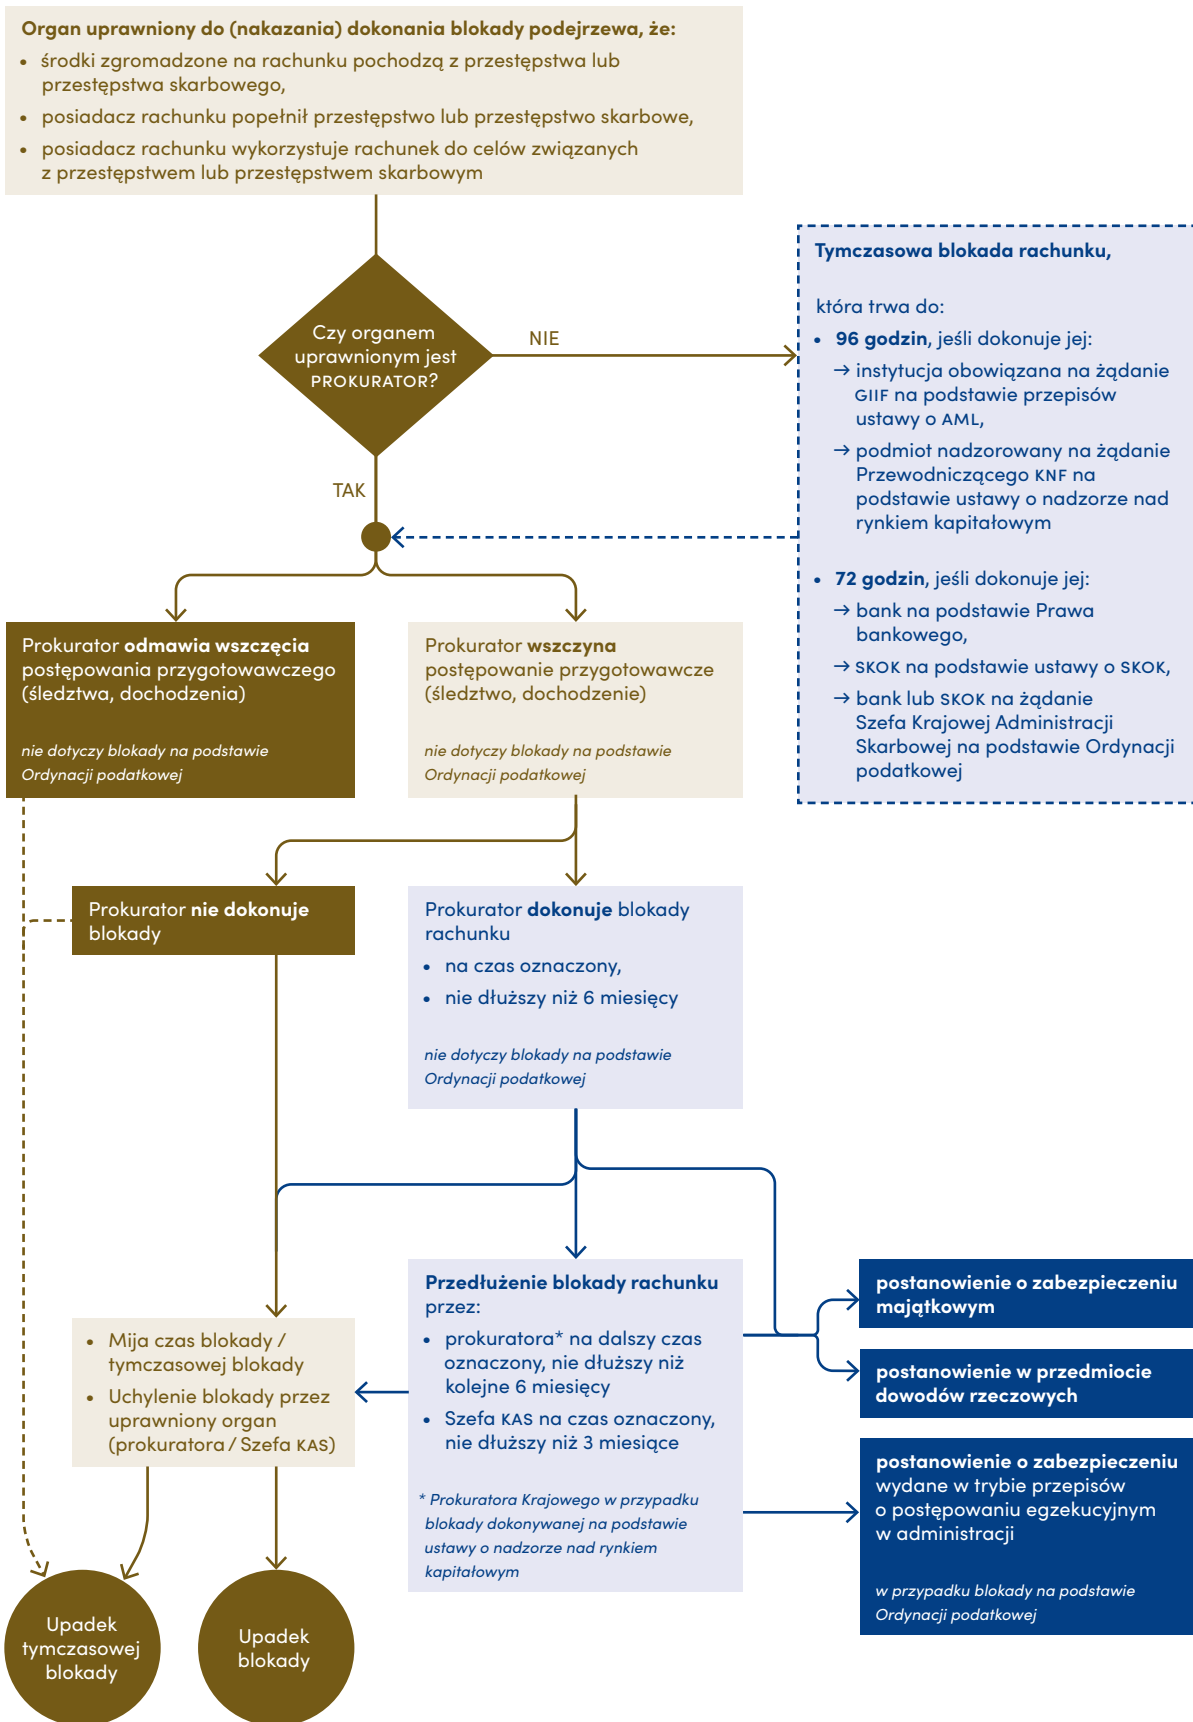 Organ uprawniony do (nakazania) dokonania blokady podejrzewa, że:
• środki zgromadzone na rachunku pochodzą z przestępstwa lub
przestępstwa skarbowego,
• posiadacz rachunku popełnił przestępstwo lub przestępstwo skarbowe,
• posiadacz rachunku wykorzystuje rachunek do celów związanych
z przestępstwem lub przestępstwem skarbowym
Czy organem
uprawnionym jest
PROKURATOR?
NIE
TAK
Tymczasowa blokada rachunku,
która trwa do:
• 96 godzin, jeśli dokonuje jej:
→ instytucja obowiązana na żądanie
GIIF na podstawie przepisów
ustawy o AML,
→ podmiot nadzorowany na żądanie
Przewodniczącego KNF na
podstawie ustawy o nadzorze nad
rynkiem kapitałowym
• 72 godzin, jeśli dokonuje jej:
→ bank na podstawie Prawa
bankowego,
→ SKOK na podstawie ustawy o SKOK,
→ bank lub SKOK na żądanie
Szefa Krajowej Administracji
Skarbowej na podstawie Ordynacji
podatkowej
Prokurator odmawia wszczęcia
postępowania przygotowawczego
(śledztwa, dochodzenia)
nie dotyczy blokady na podstawie
Ordynacji podatkowej
Prokurator wszczyna
postępowanie przygotowawcze
(śledztwo, dochodzenie)
nie dotyczy blokady na podstawie
Ordynacji podatkowej
Prokurator nie dokonuje
blokady
Prokurator dokonuje blokady
rachunku
• na czas oznaczony,
• nie dłuższy niż 6 miesięcy
nie dotyczy blokady na podstawie
Ordynacji podatkowej
• Mija czas blokady /
tymczasowej blokady
• Uchylenie blokady przez
uprawniony organ
(prokuratora / Szefa KAS)
Przedłużenie blokady rachunku
przez:
• prokuratora* na dalszy czas
oznaczony, nie dłuższy niż
kolejne 6 miesięcy
• Szefa KAS na czas oznaczony,
nie dłuższy niż 3 miesiące
* Prokuratora Krajowego w przypadku
blokady dokonywanej na podstawie
ustawy o nadzorze nad rynkiem
kapitałowym
postanowienie o zabezpieczeniu
majątkowym
postanowienie w przedmiocie
dowodów rzeczowych
postanowienie o zabezpieczeniu
wydane w trybie przepisów
o postępowaniu egzekucyjnym
w administracji
w przypadku blokady na podstawie
Ordynacji podatkowej
Upadek
tymczasowej
blokady
Upadek
blokady